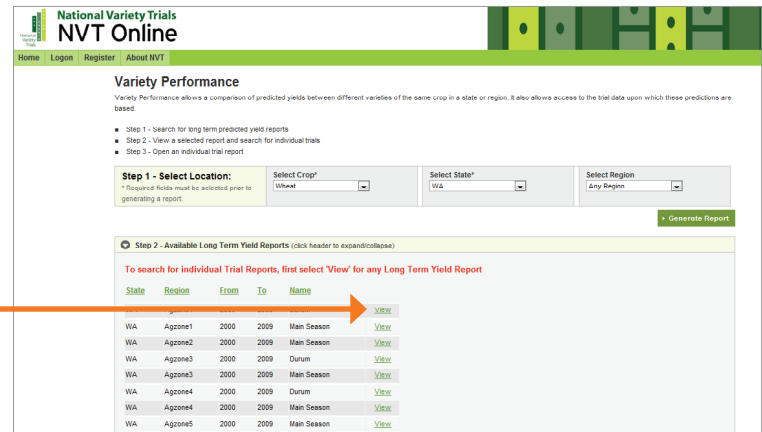 National Variety Trials
NVT Online
National
Variety
Trials
Home Logon Register About NVT
Variety Performance
Variety Performance allows a comparison of predicted yields between different varieties of the same crop in a state or region. It also allows access to the trial data upon which these predictions are
based.
Step 1 - Search for long term predicted yield reports
Step 2 - View a selected report and search for individual trials
Step 3 - Open an individual trial report
Step 1 - Select Location:
* Required fields must be selected prior to
generating a report.
Select Crop*
Wheat
Select State*
WA
Select Region
Any Region
Generate Report
Step 2 - Available Long Term Yield Reports (click header to expand/collapse)
To search for individual Trial Reports, first select 'View' for any Long Term Yield Report
State Region From To Name
View
WA Agzone1 2000 2009 Main Season View
WA Agzone2 2000 2009 Main Season View
WA Agzone3 2000 2009 Durum View
WA Agzone3 2000 2009 Main Season View
WA Agzone4 2000 2009 Durum View
WA Agzone4 2000 2009 Main Season View
WA Agzone5 2000 2009 Main Season View